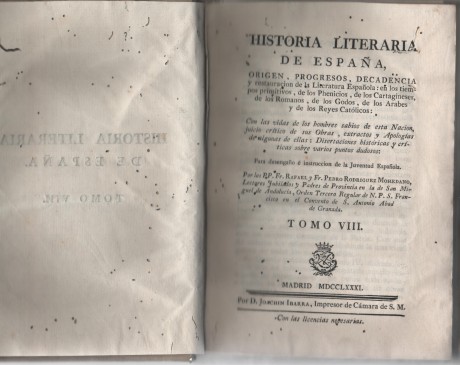 HISTORIA LITERARIA
DE ESPAÑA,
ORIGEN, PROGRESOS, DECADENCIA
y restauracion de la Literatura Española: en los tiem-
pos primitivos, de los Phenicios, de los Cartagineses,
de los Romanos, de los Godos, de los Arabes
y de los Reyes Católicos:
Con las vidas de los hombres sabios de esta Nacion,
juicio crítico de sus Obras, extractos y Apologías
de algunas de ellas: Disertaciones históricas y crí-
ticas sobre varios puntos dudosos:
Para desengaño é instruccion de la Juventud Española.
Por los PP. Fr. RAFAEL y Fr. PEDRO RODRIGUEZ MOHEDANO,
Lectores Jubilados y Padres de Provincia en la de San Mi-
guel de Andalucía, Orden Tercera Regular de N. P. S. Fran-
cisco en el Convento de S. Antonio Abad
de Granada.
TOMO VIII.
MADRID MDCCLXXXI.
Por D. JOACHIN IBARRA, Impresor de Cámara de S. M.
Con las licencias necesarias.